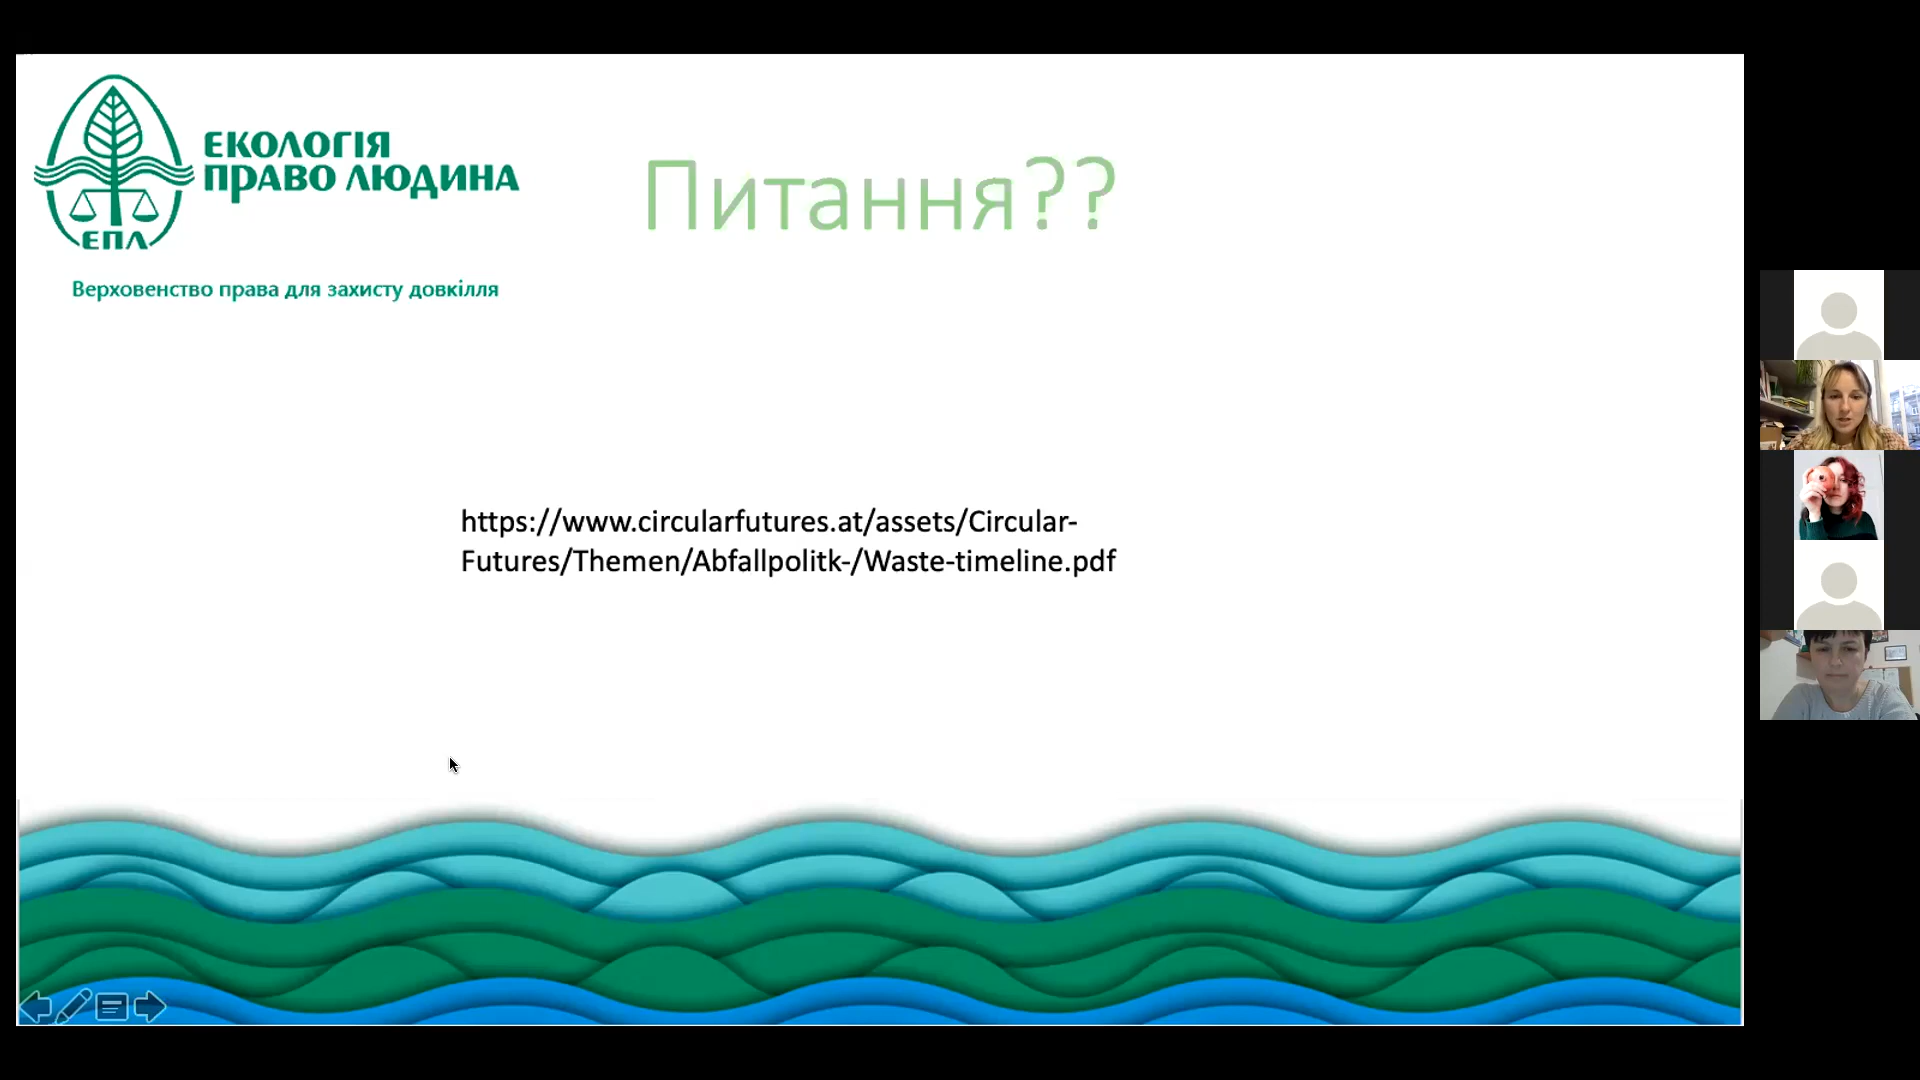 ЕКОЛОГІЯ
ПРАВО ЛЮДИНА
ЕПЛ
Верховенство права для захисту довкілля
Питання??
https://www.circularfutures.at/assets/Circular-
Futures/Themen/Abfallpolitk-/Waste-timeline.pdf